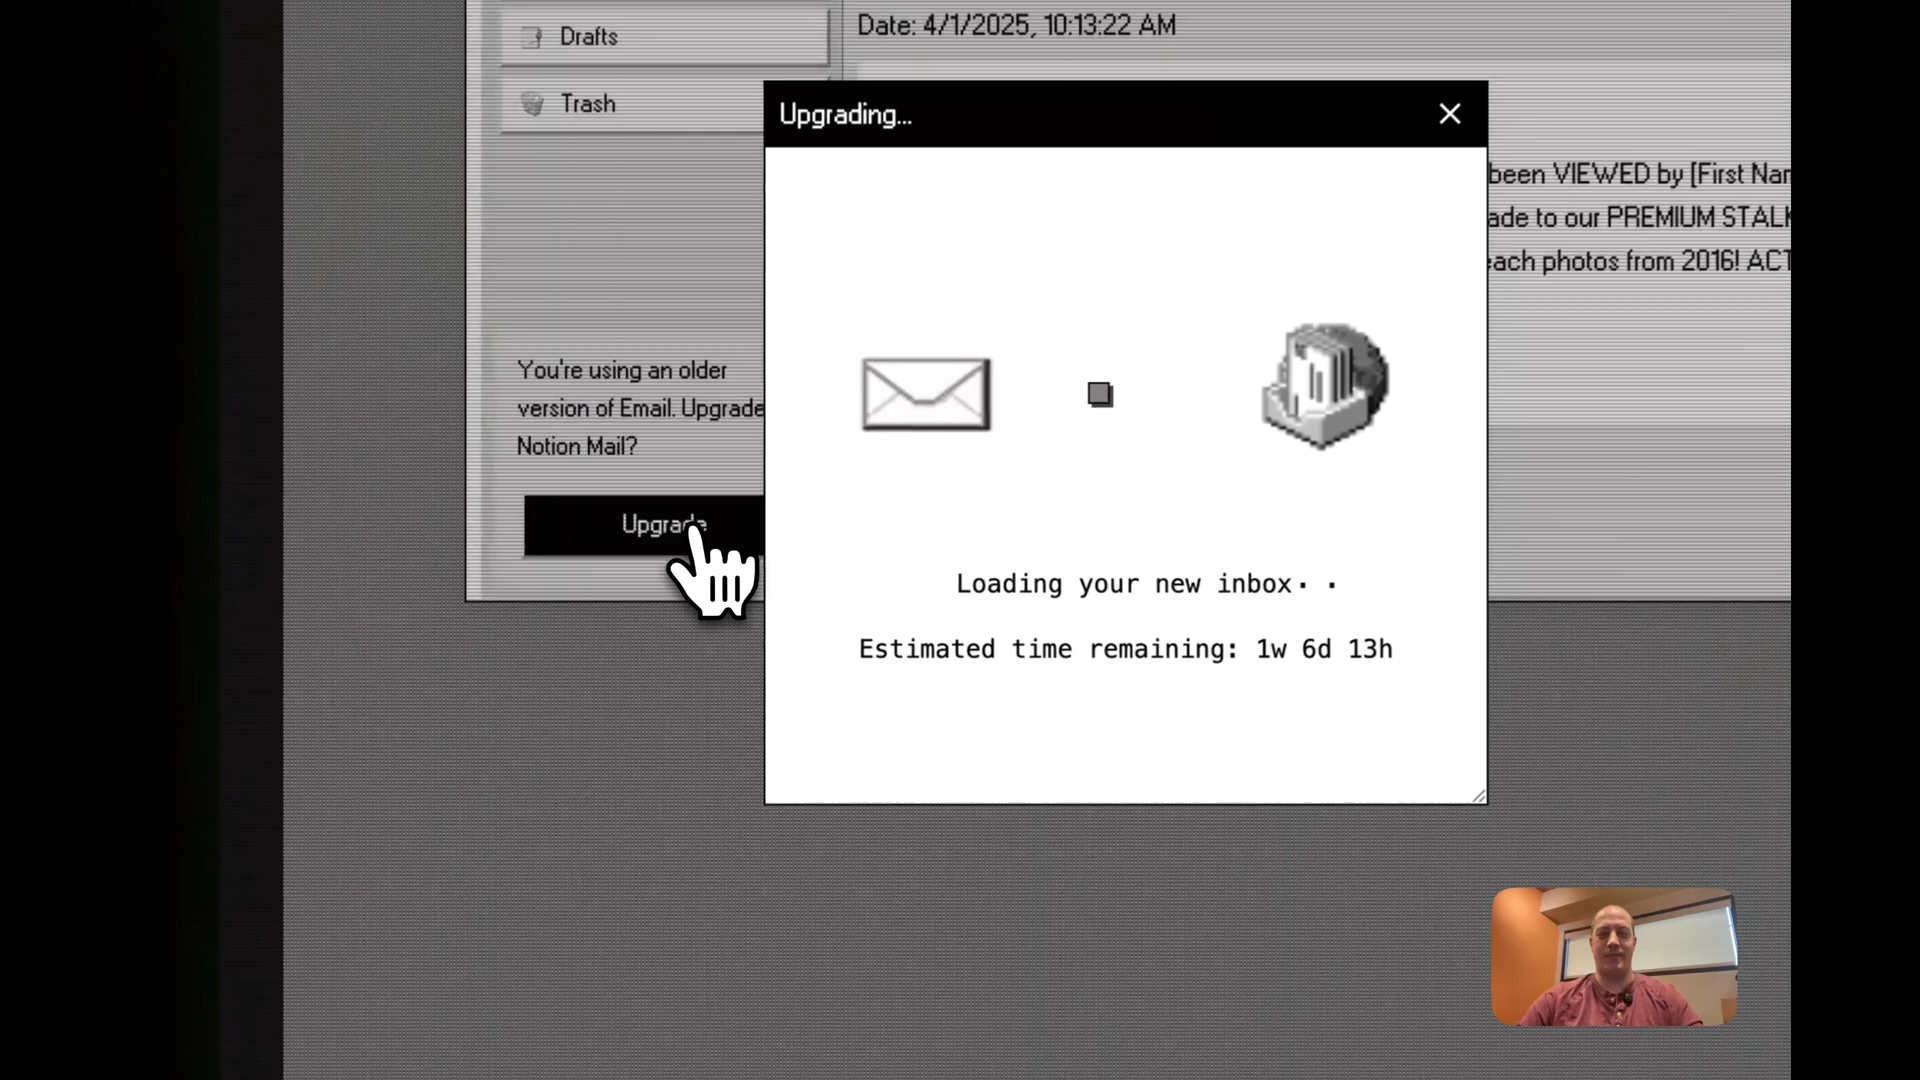 Drafts
Date: 4/1/2025, 10:13:22 AM
Trash
Upgrading...
been VIEWED by [First Nar
ade to our PREMIUM STALK
each photos from 2016! ACT
You're using an older
version of Email. Upgrade
Notion Mail?
Upgrade
Loading your new inbox· ·
Estimated time remaining: 1w 6d 13h